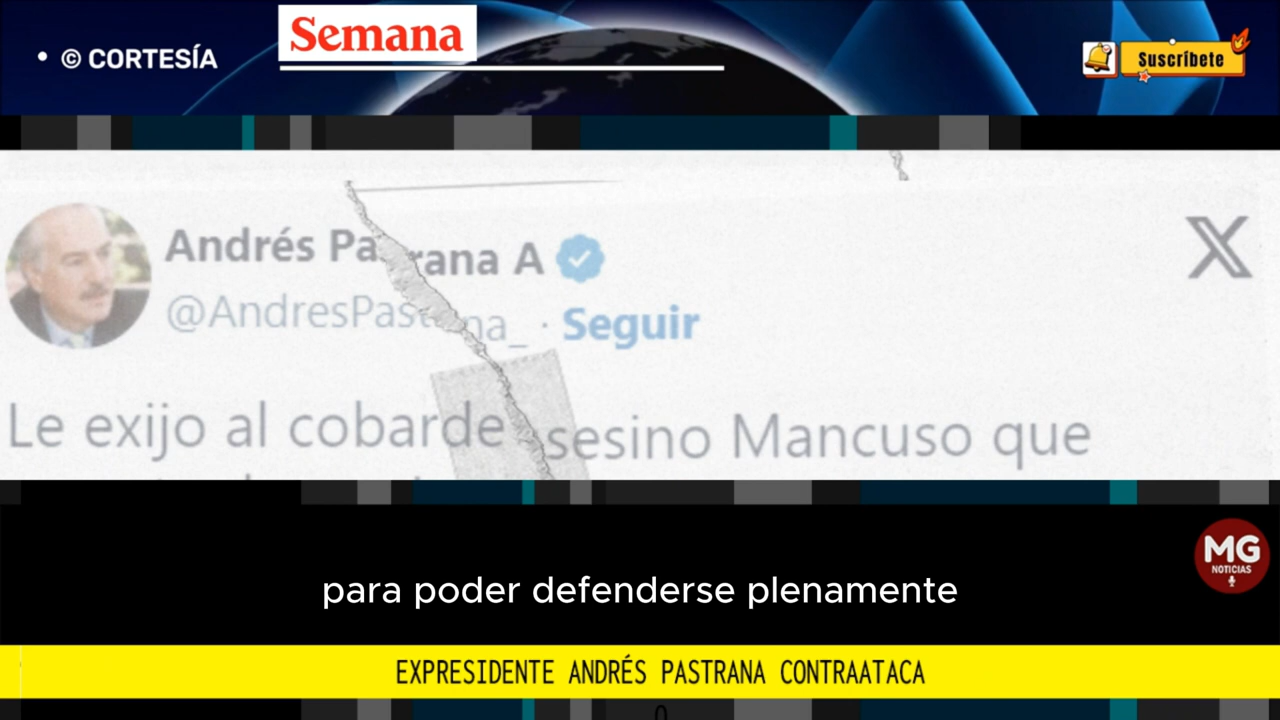 • © CORTESÍA
Semana
Suscríbete
Andrés Pa rana A
@AndresPast na_ · Seguir
Le exijo al cobarde sesino Mancuso que
MG
NOTICIAS
para poder defenderse plenamente
EXPRESIDENTE ANDRÉS PASTRANA CONTRAATACA